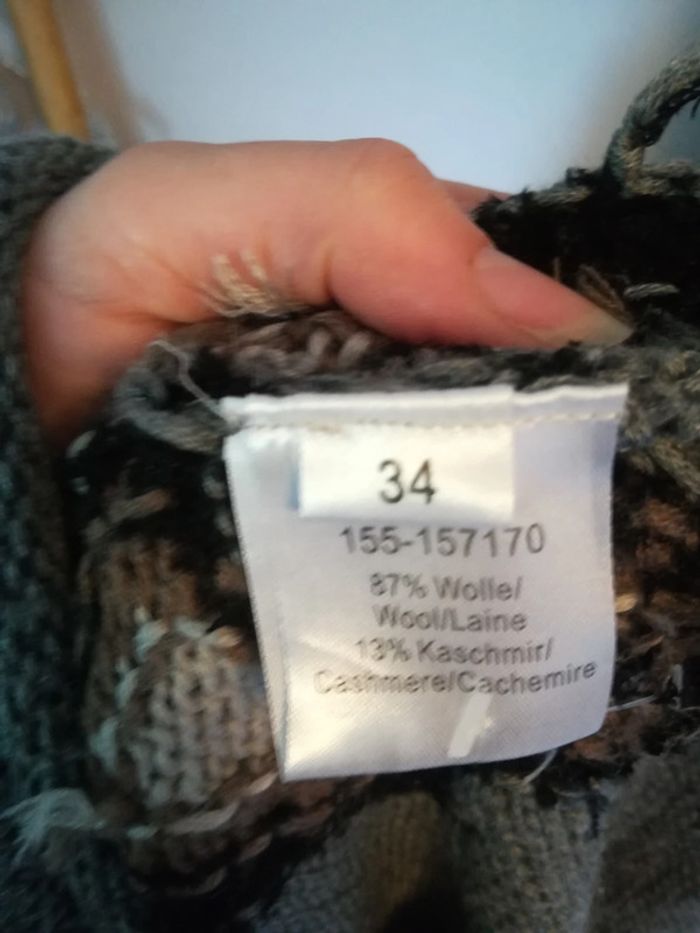 34
155-157170
87% Wolle/
Wool/Laine
13% Kaschmir/
Cashmere/Cachemire